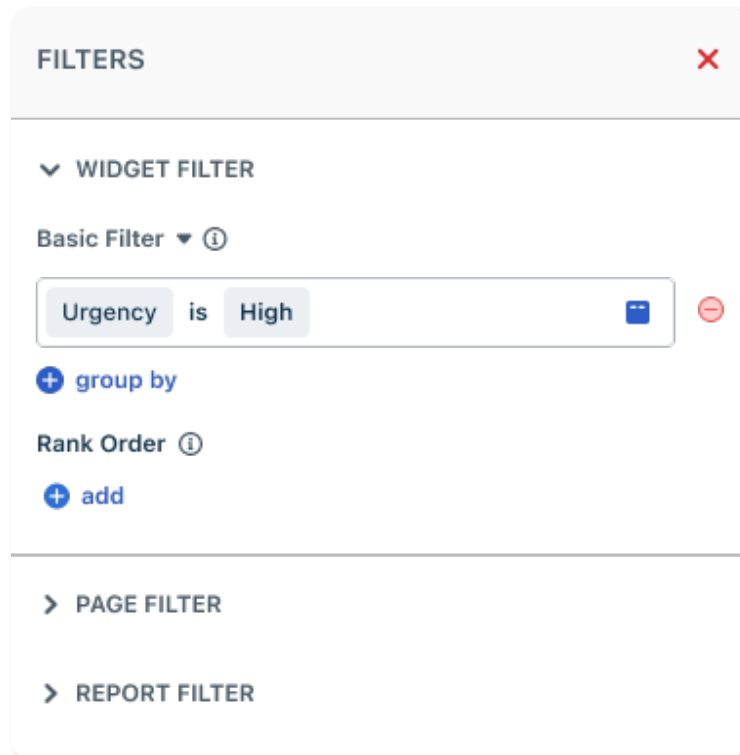 FILTERS
WIDGET FILTER
Basic Filter
Urgency is High
group by
Rank Order
add
PAGE FILTER
REPORT FILTER